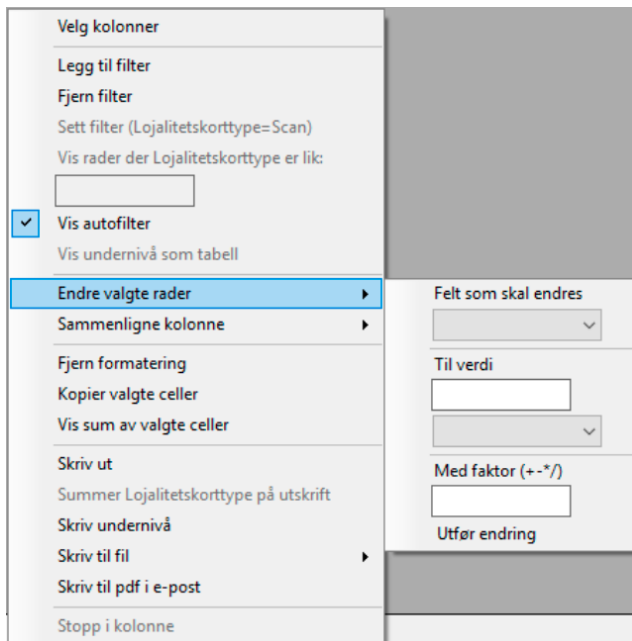 Velg kolonner
Legg til filter
Fjern filter
Sett filter (Lojalitetskorttype=Scan)
Vis rader der Lojalitetskorttype er lik:
Vis autofilter
Vis undernivå som tabell
Endre valgte rader
Sammenligne kolonne
Fjern formatering
Kopier valgte celler
Vis sum av valgte celler
Skriv ut
Summer Lojalitetskorttype på utskrift
Skriv undernivå
Skriv til fil
Skriv til pdf i e-post
Stopp i kolonne
Felt som skal endres
Til verdi
Med faktor (+-*/)
Utfør endring